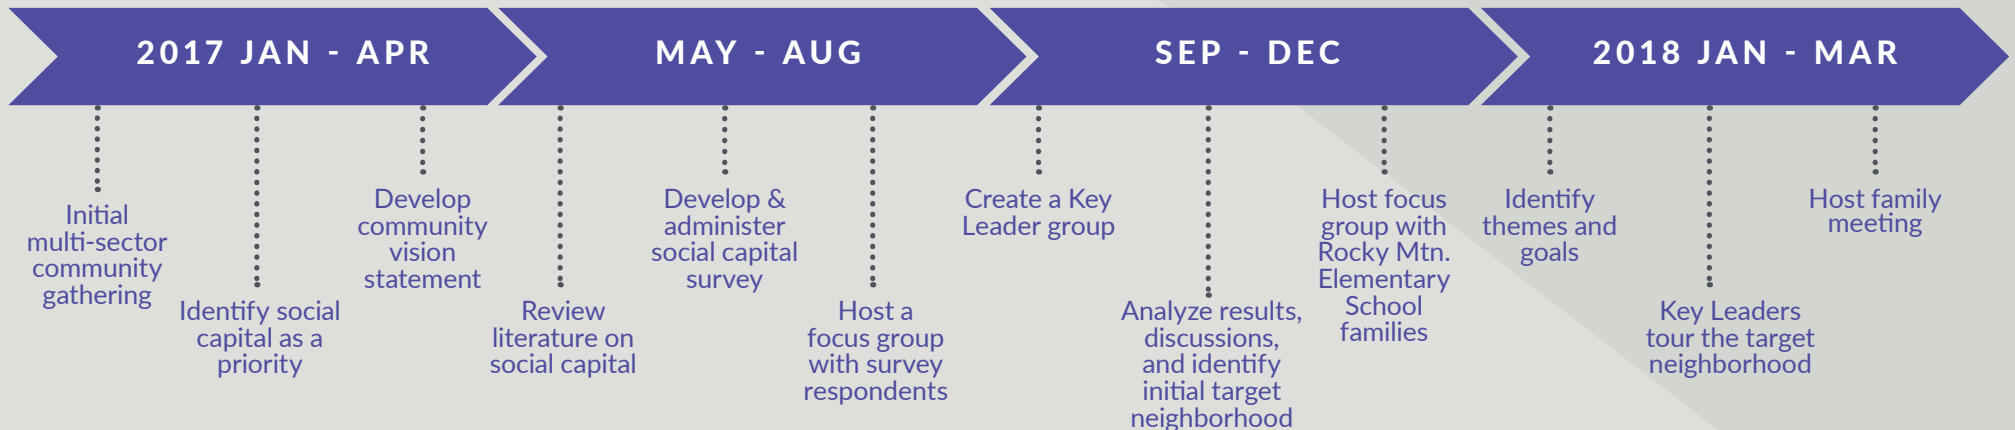 2017 JAN - APR
MAY - AUG
SEP - DEC
2018 JAN - MAR
Initial
multi-sector
community
gathering
Identify social
capital as a
priority
Develop
community
vision
statement
Review
literature on
social capital
Develop &
administer
social capital
survey
Host a
focus group
with survey
respondents
Create a Key
Leader group
Analyze results,
discussions,
and identify
initial target
neighborhood
Host focus
group with
Rocky Mtn.
Elementary
School
families
Identify
themes and
goals
Key Leaders
tour the target
neighborhood
Host family
meeting